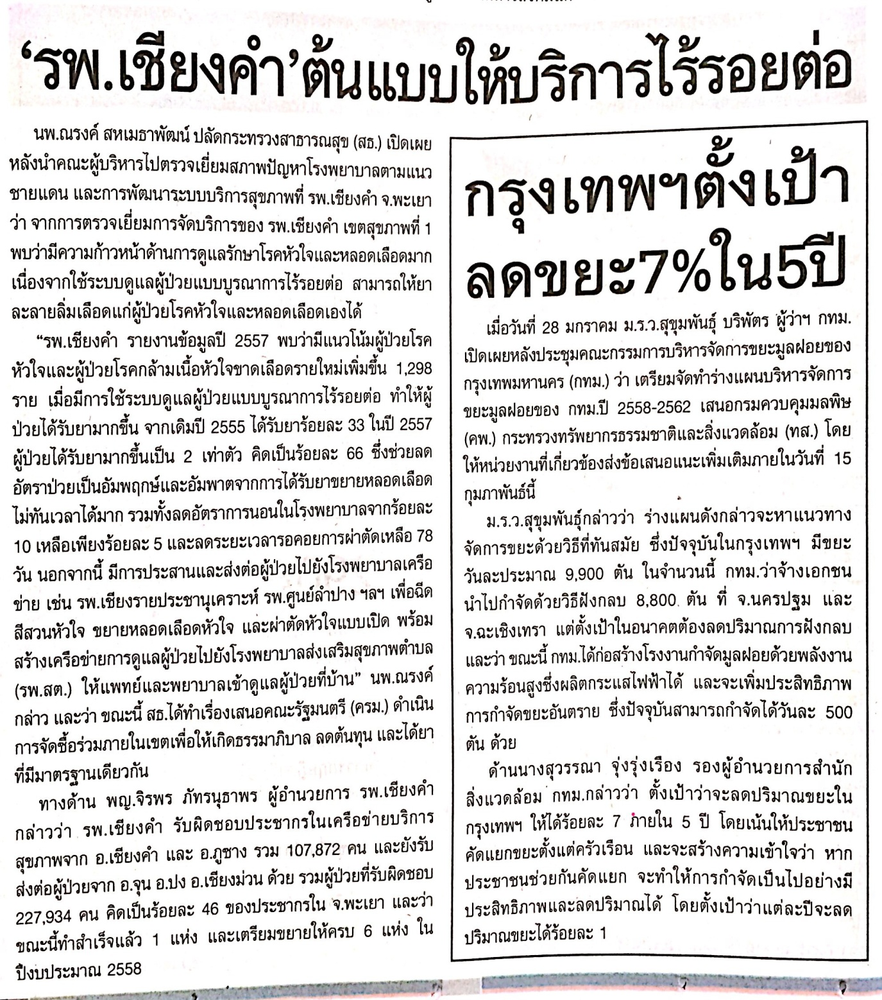 ‘รพ.เชียงคำ’ต้นแบบให้บริการไร้รอยต่อ
นพ.ณรงค์ สหเมธาพัฒน์ ปลัดกระทรวงสาธารณสุข (สธ.) เปิดเผย
หลังนำคณะผู้บริหารไปตรวจเยี่ยมสภาพปัญหาโรงพยาบาลตามแนว
ชายแดน และการพัฒนาระบบบริการสุขภาพที่ รพ.เชียงคำ จ.พะเยา
ว่า จากการตรวจเยี่ยมการจัดบริการของ รพ.เชียงคำ เขตสุขภาพที่ 1
พบว่ามีความก้าวหน้าด้านการดูแลรักษาโรคหัวใจและหลอดเลือดมาก
เนื่องจากใช้ระบบดูแลผู้ป่วยแบบบูรณาการไร้รอยต่อ สามารถให้ยา
ละลายลิ่มเลือดแก่ผู้ป่วยโรคหัวใจและหลอดเลือดเองได้
“รพ.เชียงคำ รายงานข้อมูลปี 2557 พบว่ามีแนวโน้มผู้ป่วยโรค
หัวใจและผู้ป่วยโรคกล้ามเนื้อหัวใจขาดเลือดรายใหม่เพิ่มขึ้น 1,298
ราย เมื่อมีการใช้ระบบดูแลผู้ป่วยแบบบูรณาการไร้รอยต่อ ทำให้ผู้
ป่วยได้รับยามากขึ้น จากเดิมปี 2555 ได้รับยาร้อยละ 33 ในปี 2557
ผู้ป่วยได้รับยามากขึ้นเป็น 2 เท่าตัว คิดเป็นร้อยละ 66 ซึ่งช่วยลด
อัตราป่วยเป็นอัมพฤกษ์และอัมพาตจากการได้รับยาขยายหลอดเลือด
ไม่ทันเวลาได้มาก รวมทั้งลดอัตราการนอนในโรงพยาบาลจากร้อยละ
10 เหลือเพียงร้อยละ 5 และลดระยะเวลารอคอยการผ่าตัดเหลือ 78
วัน นอกจากนี้ มีการประสานและส่งต่อผู้ป่วยไปยังโรงพยาบาลเครือ
ข่าย เช่น รพ.เชียงรายประชานุเคราะห์ รพ.ศูนย์ลำปาง ฯลฯ เพื่อฉีด
สีสวนหัวใจ ขยายหลอดเลือดหัวใจ และผ่าตัดหัวใจแบบเปิด พร้อม
สร้างเครือข่ายการดูแลผู้ป่วยไปยังโรงพยาบาลส่งเสริมสุขภาพตำบล
(รพ.สต.) ให้แพทย์และพยาบาลเข้าดูแลผู้ป่วยที่บ้าน” นพ.ณรงค์
กล่าว และว่า ขณะนี้ สธ.ได้ทำเรื่องเสนอคณะรัฐมนตรี (ครม.) ดำเนิน
การจัดซื้อร่วมภายในเขตเพื่อให้เกิดธรรมาภิบาล ลดต้นทุน และได้ยา
ที่มีมาตรฐานเดียวกัน
ทางด้าน พญ.จิรพร ภัทรนุธาพร ผู้อำนวยการ รพ.เชียงคำ
กล่าวว่า รพ.เชียงคำ รับผิดชอบประชากรในเครือข่ายบริการ
สุขภาพจาก อ.เชียงคำ และ อ.ภูซาง รวม 107,872 คน และยังรับ
ส่งต่อผู้ป่วยจาก อ.จุน อ.ปง อ.เชียงม่วน ด้วย รวมผู้ป่วยที่รับผิดชอบ
227,934 คน คิดเป็นร้อยละ 46 ของประชากรใน จ.พะเยา และว่า
ขณะนี้ทำสำเร็จแล้ว 1 แห่ง และเตรียมขยายให้ครบ 6 แห่ง ใน
ปีงบประมาณ 2558
กรุงเทพฯตั้งเป้า
ลดขยะ7%ใน5ปี
เมื่อวันที่ 28 มกราคม ม.ร.ว.สุขุมพันธุ์ บริพัตร ผู้ว่าฯ กทม.
เปิดเผยหลังประชุมคณะกรรมการบริหารจัดการขยะมูลฝอยของ
กรุงเทพมหานคร (กทม.) ว่า เตรียมจัดทำร่างแผนบริหารจัดการ
ขยะมูลฝอยของ กทม.ปี 2558-2562 เสนอกรมควบคุมมลพิษ
(คพ.) กระทรวงทรัพยากรธรรมชาติและสิ่งแวดล้อม (ทส.) โดย
ให้หน่วยงานที่เกี่ยวข้องส่งข้อเสนอแนะเพิ่มเติมภายในวันที่ 15
กุมภาพันธ์นี้
ม.ร.ว.สุขุมพันธุ์กล่าวว่า ร่างแผนดังกล่าวจะหาแนวทาง
จัดการขยะด้วยวิธีที่ทันสมัย ซึ่งปัจจุบันในกรุงเทพฯ มีขยะ
วันละประมาณ 9,900 ตัน ในจำนวนนี้ กทม.ว่าจ้างเอกชน
นำไปกำจัดด้วยวิธีฝังกลบ 8,800 ตัน ที่ จ.นครปฐม และ
จ.ฉะเชิงเทรา แต่ตั้งเป้าในอนาคตต้องลดปริมาณการฝังกลบ
และว่า ขณะนี้ กทม.ได้ก่อสร้างโรงงานกำจัดมูลฝอยด้วยพลังงาน
ความร้อนสูงซึ่งผลิตกระแสไฟฟ้าได้ และจะเพิ่มประสิทธิภาพ
การกำจัดขยะอันตราย ซึ่งปัจจุบันสามารถกำจัดได้วันละ 500
ตัน ด้วย
ด้านนางสุวรรณา จุ่งรุ่งเรือง รองผู้อำนวยการสำนัก
สิ่งแวดล้อม กทม.กล่าวว่า ตั้งเป้าว่าจะลดปริมาณขยะใน
กรุงเทพฯ ให้ได้ร้อยละ 7 ภายใน 5 ปี โดยเน้นให้ประชาชน
คัดแยกขยะตั้งแต่ครัวเรือน และจะสร้างความเข้าใจว่า หาก
ประชาชนช่วยกันคัดแยก จะทำให้การกำจัดเป็นไปอย่างมี
ประสิทธิภาพและลดปริมาณได้ โดยตั้งเป้าว่าแต่ละปีจะลด
ปริมาณขยะได้ร้อยละ 1